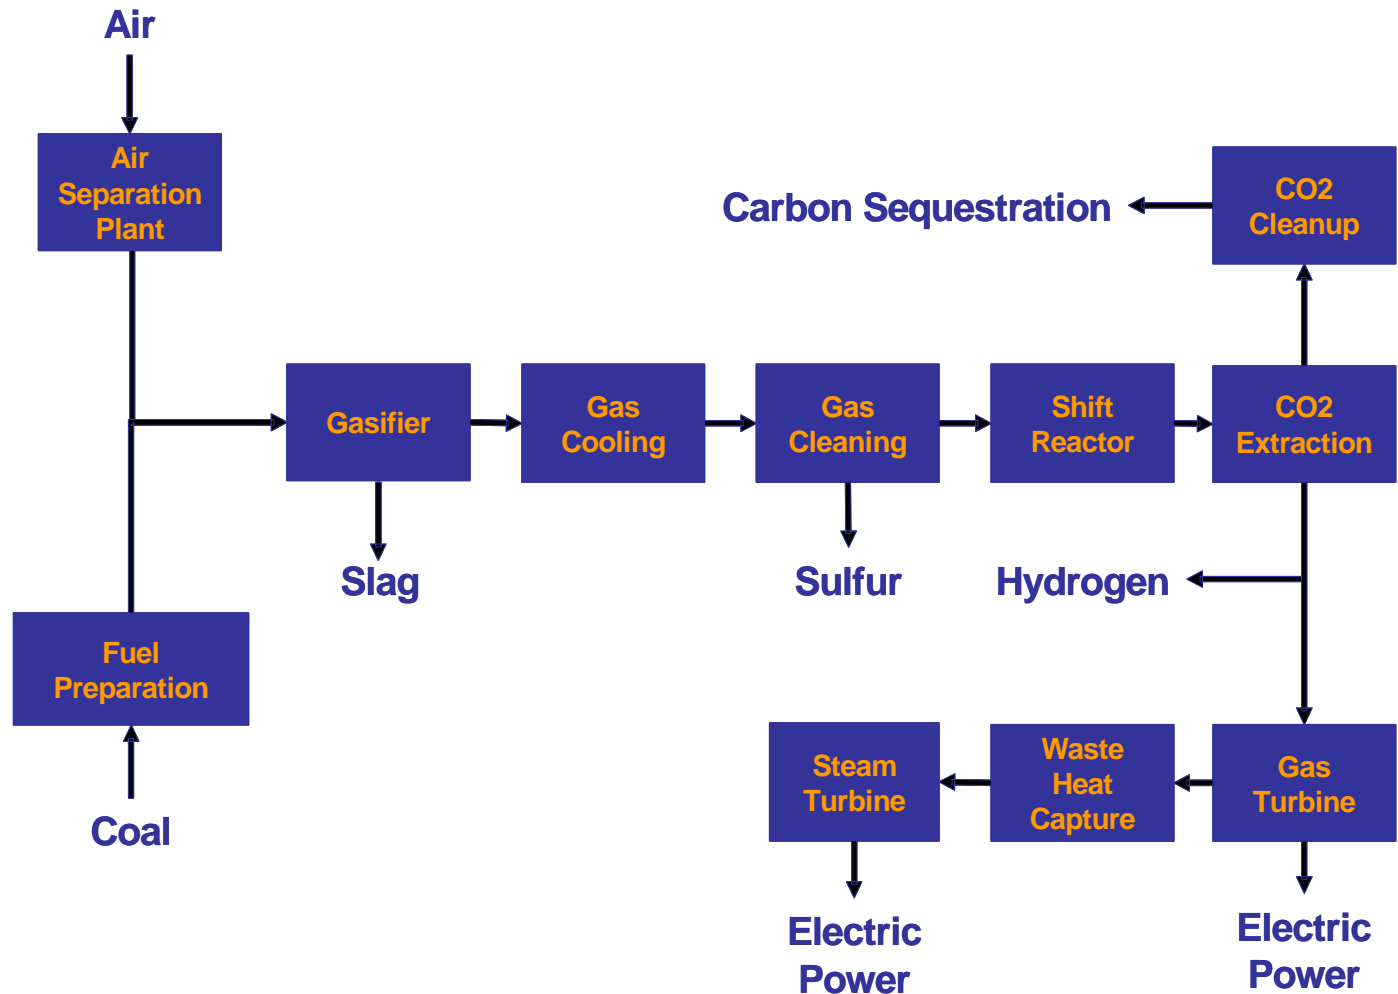 Air
Air
Separation
Plant
Carbon Sequestration
CO2
Cleanup
Gasifier
Gas
Cooling
Gas
Cleaning
Shift
Reactor
CO2
Extraction
Slag
Sulfur
Hydrogen
Fuel
Preparation
Coal
Steam
Turbine
Waste
Heat
Capture
Gas
Turbine
Electric
Power
Electric
Power